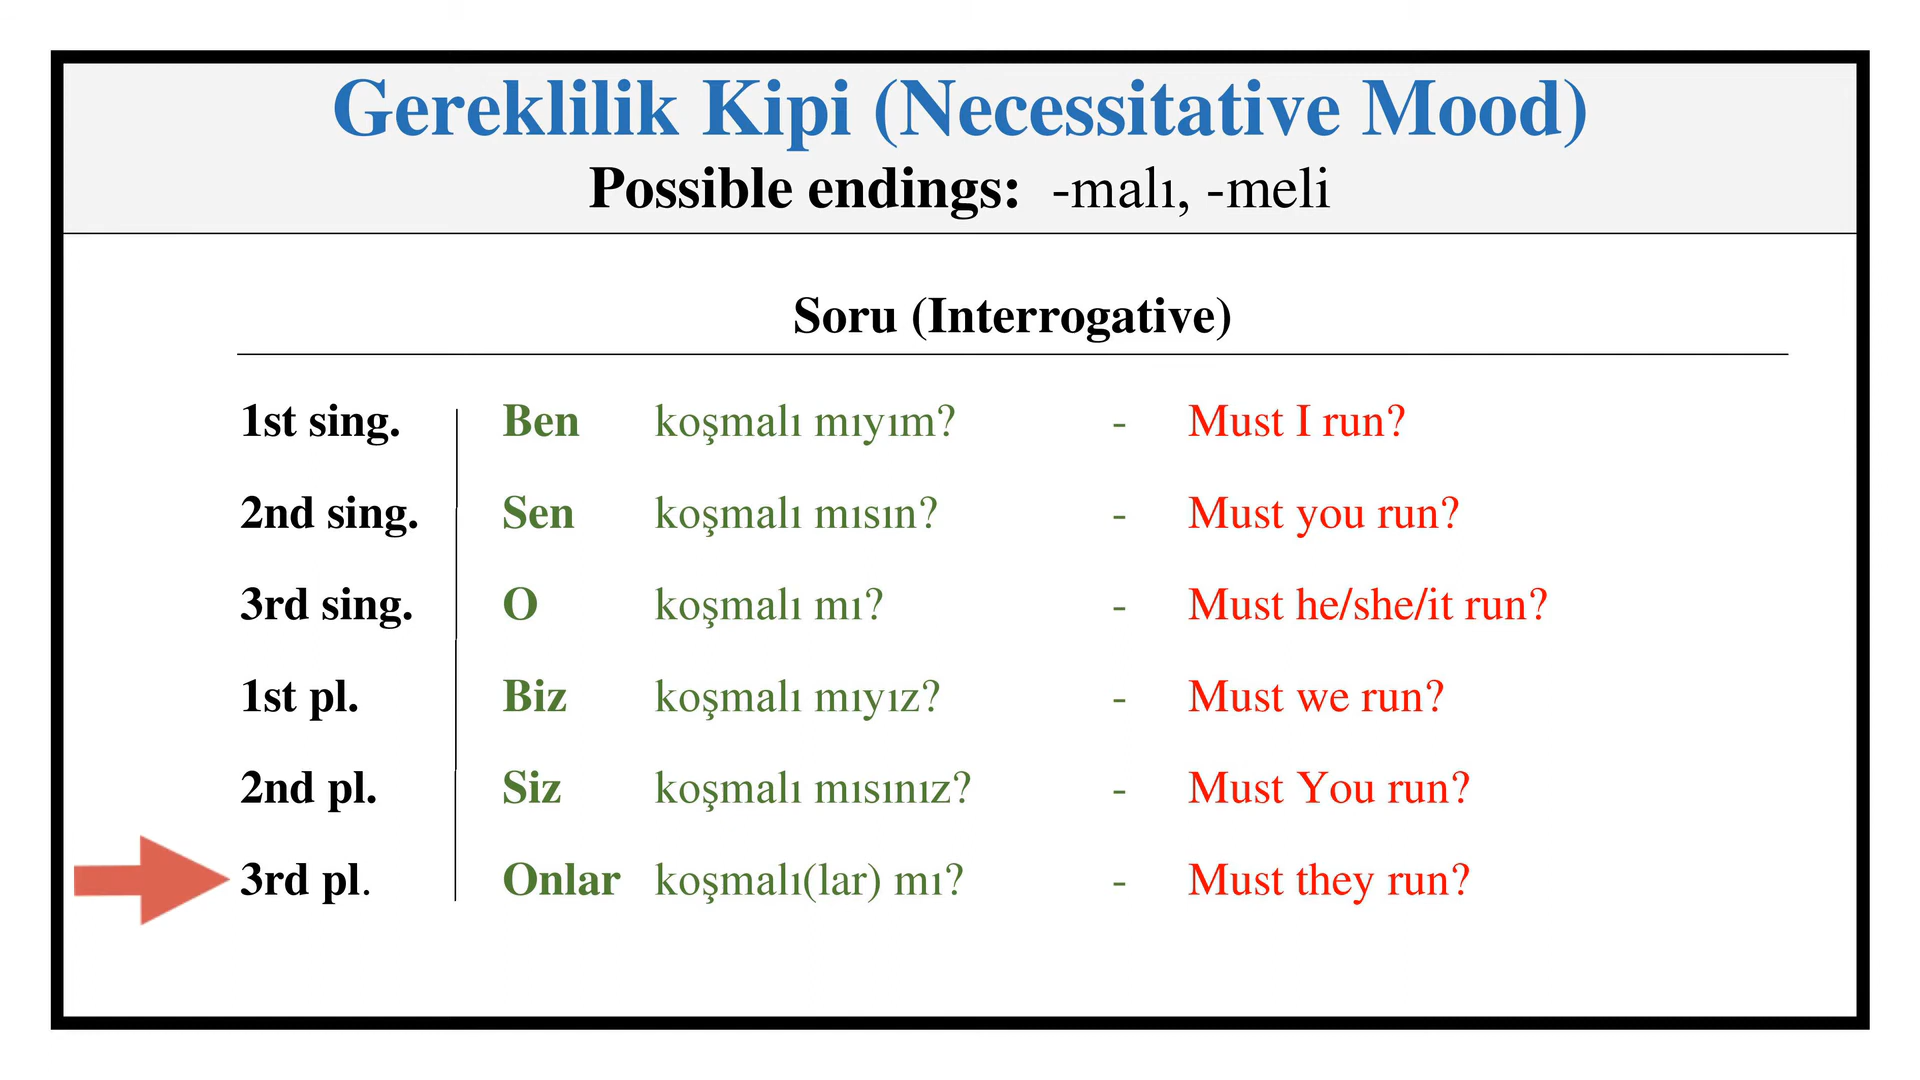 Gereklilik Kipi (Necessitative Mood)
Possible endings: -malı, -meli
Soru (Interrogative)
1st sing. Ben koşmalı mıyım? - Must I run?
2nd sing. Sen koşmalı mısın? - Must you run?
3rd sing. O koşmalı mı? - Must he/she/it run?
1st pl. Biz koşmalı mıyız? - Must we run?
2nd pl. Siz koşmalı mısınız? - Must You run?
3rd pl. Onlar koşmalı(lar) mı? - Must they run?